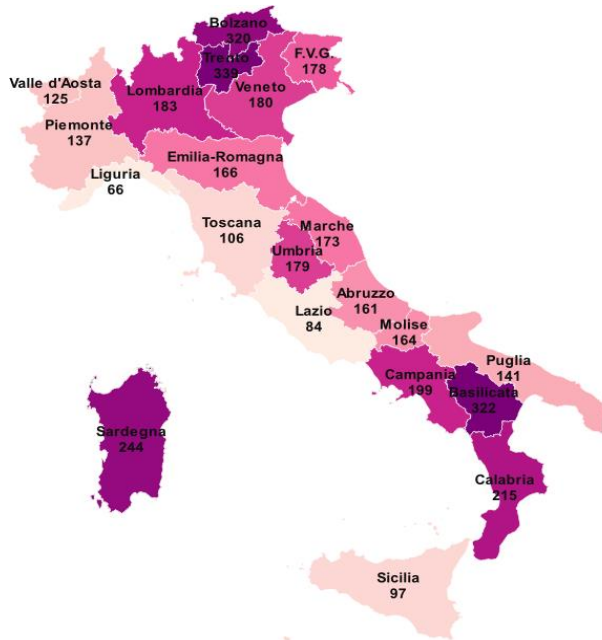 Bolzano
320
Trento
339
F.V.G.
178
Valle d'Aosta
125
Lombardia
183
Veneto
180
Piemonte
137
Emilia-Romagna
166
Liguria
66
Toscana
106
Marche
173
Umbria
179
Abruzzo
161
Lazio
84
Molise
164
Puglia
141
Campania
199
Basilicata
322
Sardegna
244
Calabria
215
Sicilia
97